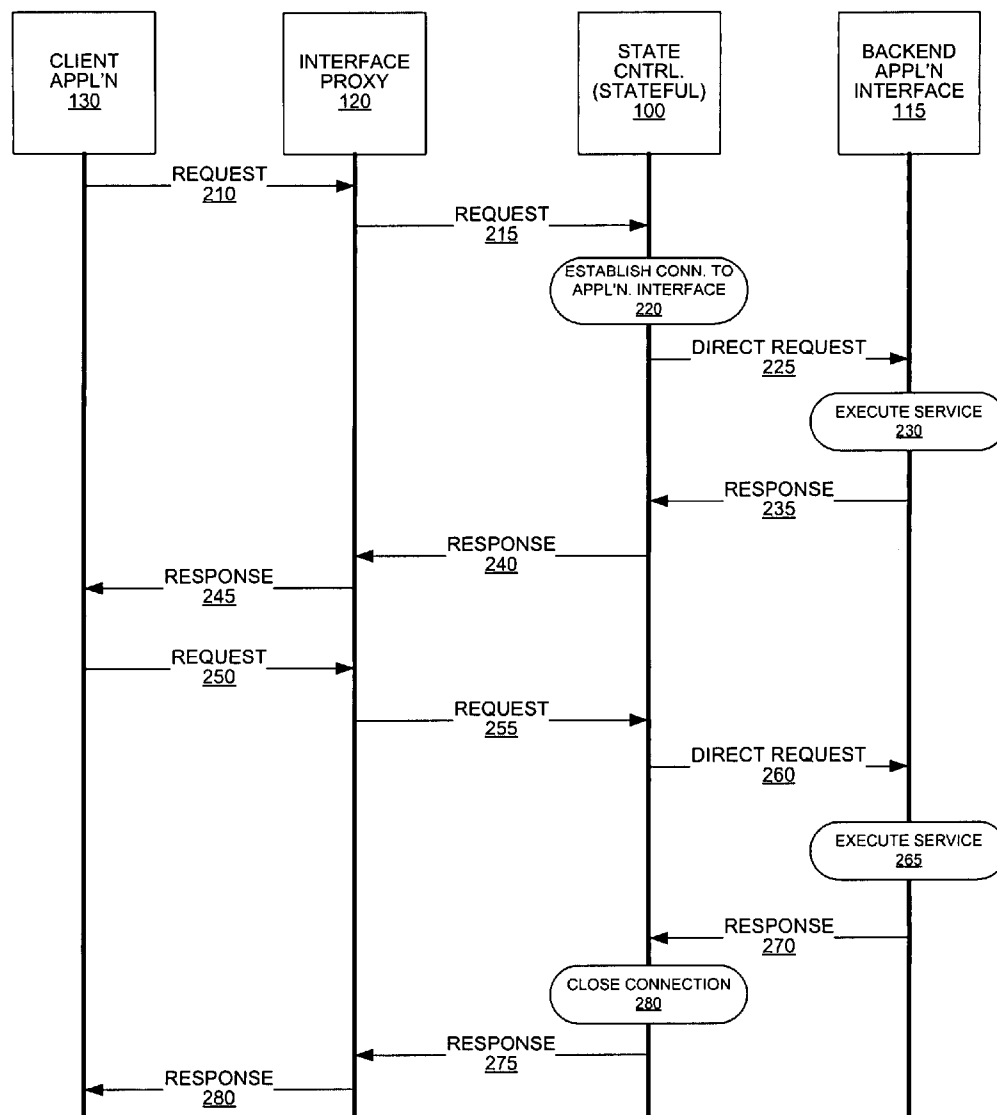 CLIENT
APPL'N
130
INTERFACE
PROXY
120
STATE
CNTRL.
(STATEFUL)
100
BACKEND
APPL'N
INTERFACE
115
REQUEST
210
REQUEST
215
ESTABLISH CONN. TO
APPL'N. INTERFACE
220
DIRECT REQUEST
225
EXECUTE SERVICE
230
RESPONSE
235
RESPONSE
240
RESPONSE
245
REQUEST
250
REQUEST
255
DIRECT REQUEST
260
EXECUTE SERVICE
265
RESPONSE
270
CLOSE CONNECTION
280
RESPONSE
275
RESPONSE
280